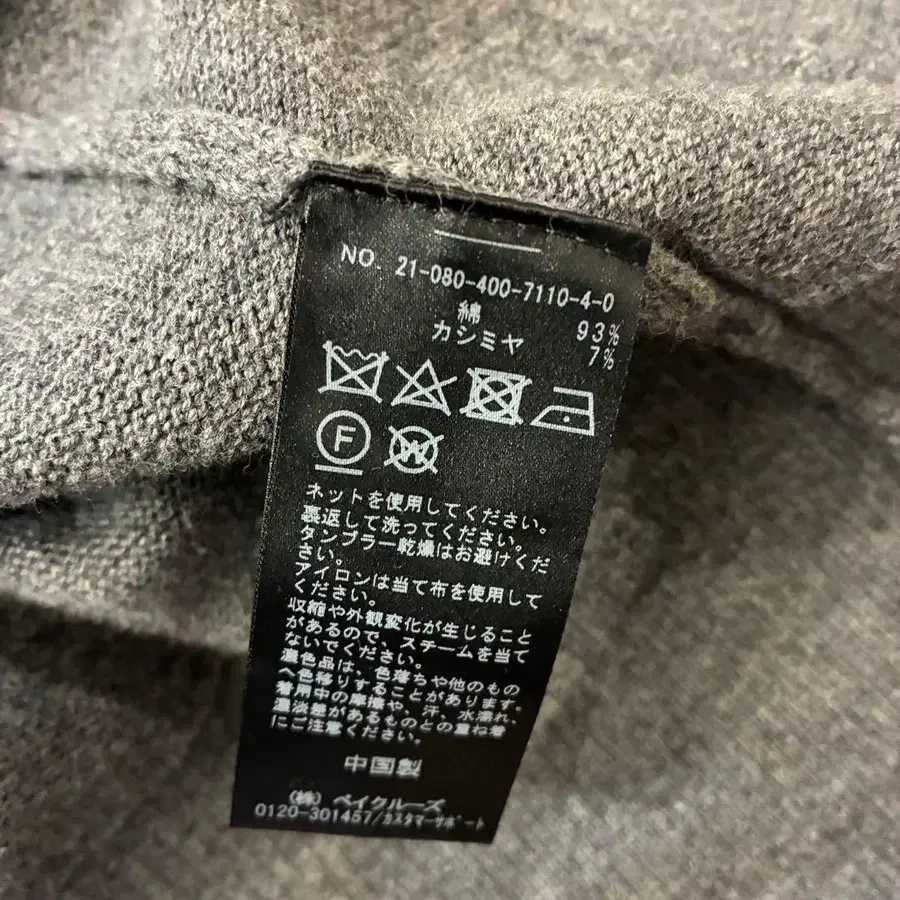 NO. 21-080-400-7110-4-0
綿 93%
カシミヤ 7%
F
W
ネットを使用してください。
裏返して洗ってください。
タンブラー乾燥はお避けくだ
さい。
アイロンは当て布を使用して
ください。
収縮や外観変化が生じること
があるので、スチームを当て
ないでください。
濃色品は、色落ちや他のもの
へ色移りすることがあります。
着用中の摩擦や、汗、水濡れ、
濃淡差があるものとの重ね着
にご注意ください。
中国製
(株) ベイクルーズ
0120-301457/カスタマーサポート